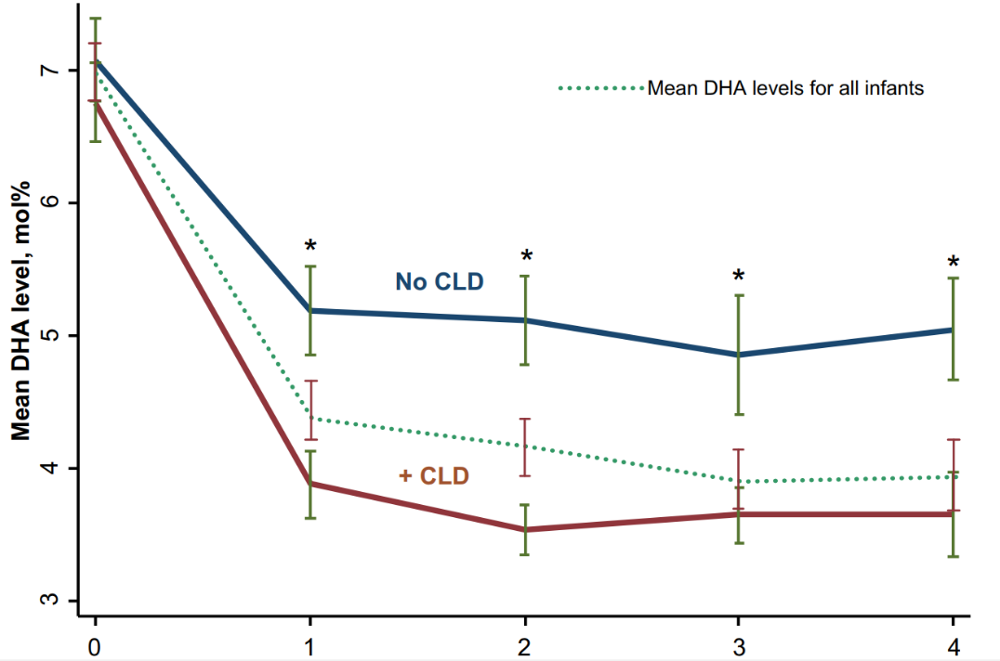 7
Mean DHA levels for all infants
6
*
*
*
*
No CLD
5
Mean DHA level, mol%
4
+ CLD
3
0 1 2 3 4